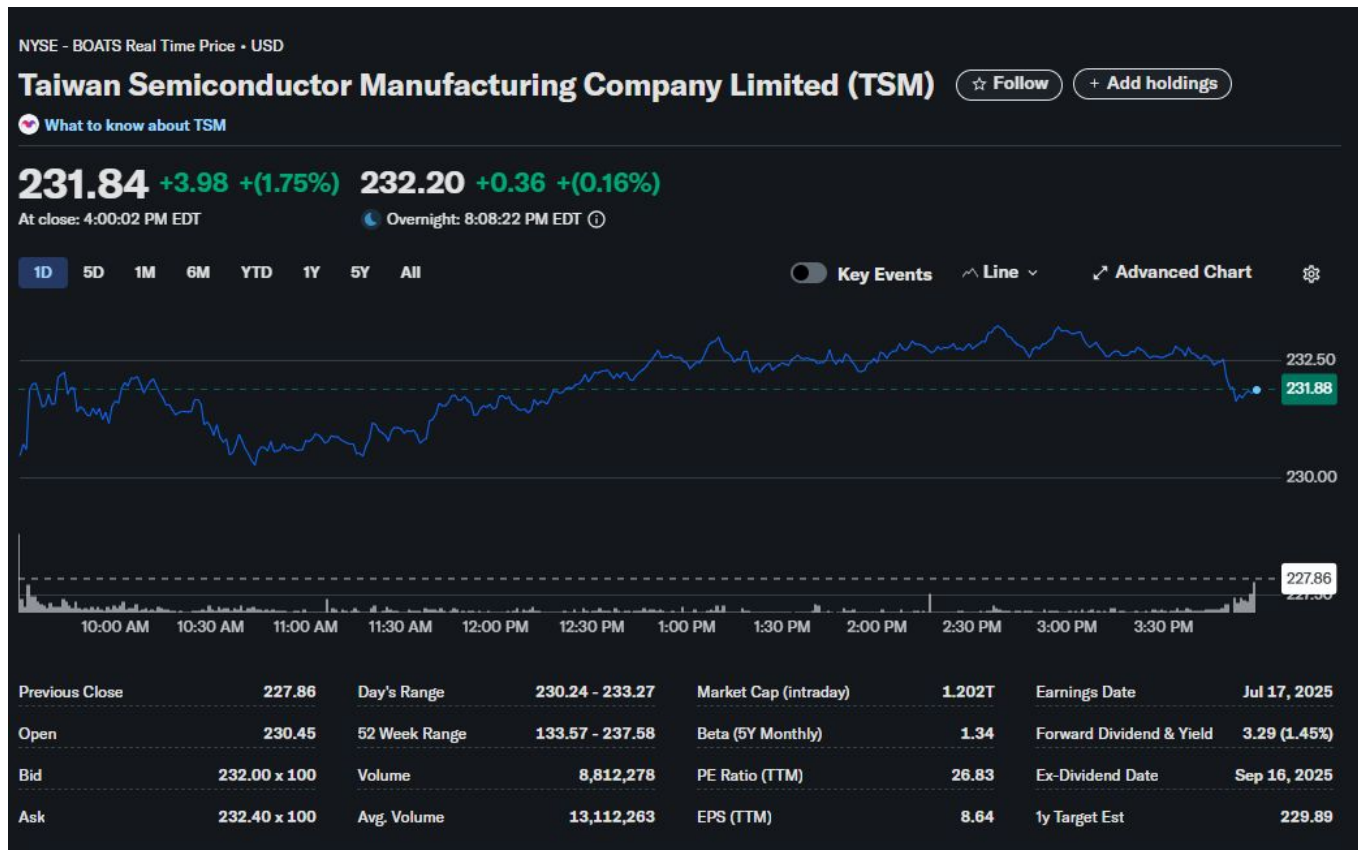 NYSE - BOATS Real Time Price • USD
Taiwan Semiconductor Manufacturing Company Limited (TSM) ☆ Follow + Add holdings
What to know about TSM
231.84 +3.98 +(1.75%) 232.20 +0.36 +(0.16%)
At close: 4:00:02 PM EDT Overnight: 8:08:22 PM EDT
1D 5D 1M 6M YTD 1Y 5Y All Key Events Line Advanced Chart
232.50
231.88
230.00
227.86
227.50
10:00 AM 10:30 AM 11:00 AM 11:30 AM 12:00 PM 12:30 PM 1:00 PM 1:30 PM 2:00 PM 2:30 PM 3:00 PM 3:30 PM
Previous Close 227.86 Day's Range 230.24 - 233.27 Market Cap (intraday) 1.202T Earnings Date Jul 17, 2025
Open 230.45 52 Week Range 133.57 - 237.58 Beta (5Y Monthly) 1.34 Forward Dividend & Yield 3.29 (1.45%)
Bid 232.00 x 100 Volume 8,812,278 PE Ratio (TTM) 26.83 Ex-Dividend Date Sep 16, 2025
Ask 232.40 x 100 Avg. Volume 13,112,263 EPS (TTM) 8.64 1y Target Est 229.89